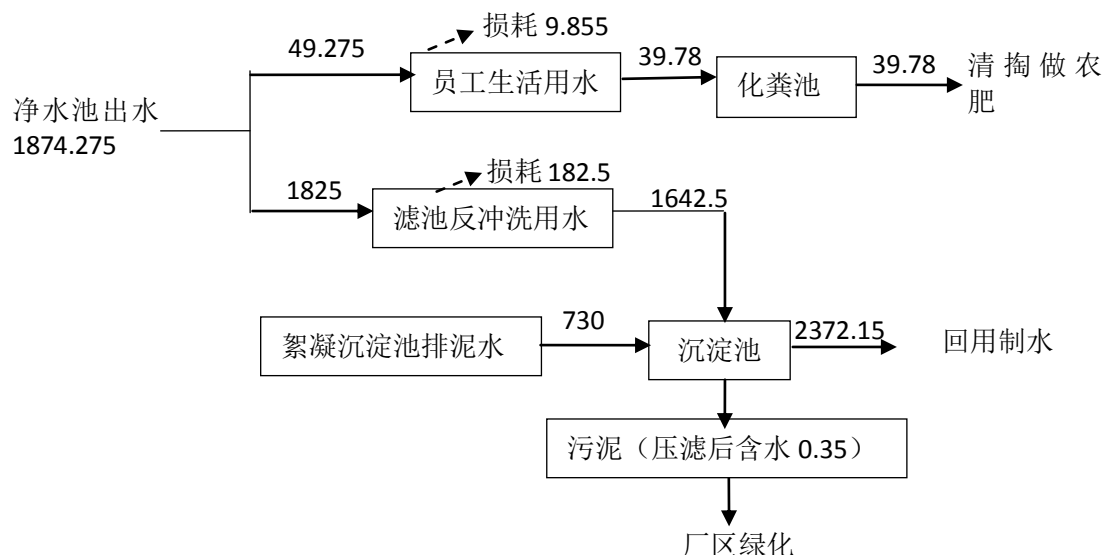 损耗 9.855
49.275
员工生活用水
39.78
化粪池
39.78
清掏做农
肥
净水池出水
1874.275
损耗 182.5
1825
滤池反冲洗用水
1642.5
絮凝沉淀池排泥水
730
沉淀池
2372.15
回用制水
污泥（压滤后含水 0.35）
厂区绿化